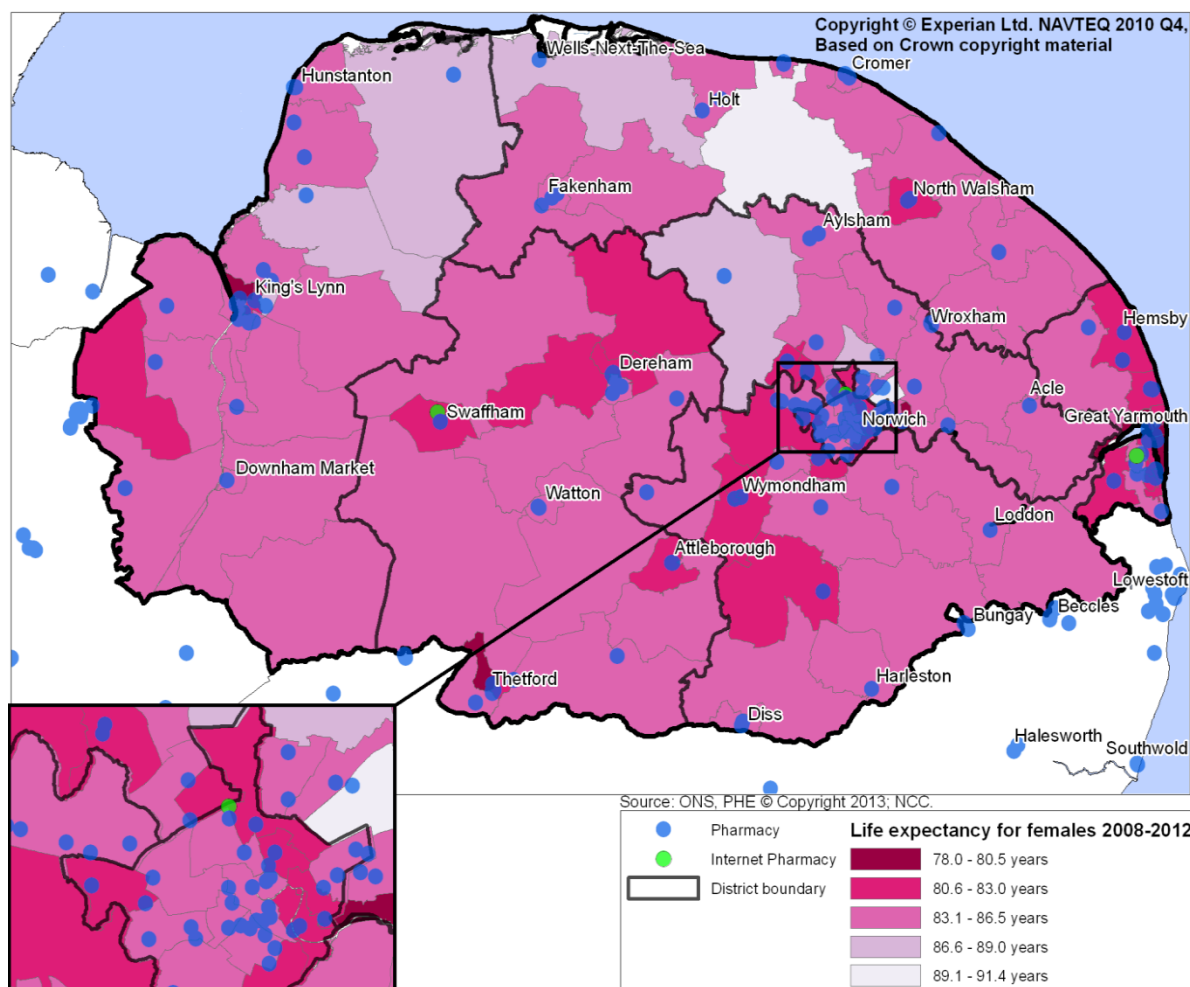 Copyright © Experian Ltd. NAVTEQ 2010 Q4,
Based on Crown copyright material
Wells-Next-The-Sea
Cromer
Hunstanton
Holt
Fakenham
North Walsham
Aylsham
King's Lynn
Wroxham
Hemsby
Dereham
Swaffham
Acle
Norwich
Great Yarmouth
Downham Market
Watton
Wymondham
Loddon
Attleborough
Lowestoft
Beccles
Bungay
Thetford
Harleston
Diss
Halesworth
Southwold
Source: ONS, PHE © Copyright 2013; NCC.
Pharmacy
Internet Pharmacy
District boundary
Life expectancy for females 2008-2012
78.0 - 80.5 years
80.6 - 83.0 years
83.1 - 86.5 years
86.6 - 89.0 years
89.1 - 91.4 years